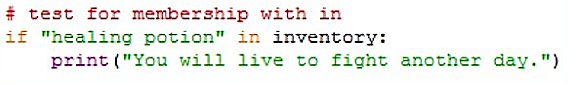 # test for membership with in
if "healing potion" in inventory:
    print("You will live to fight another day.")